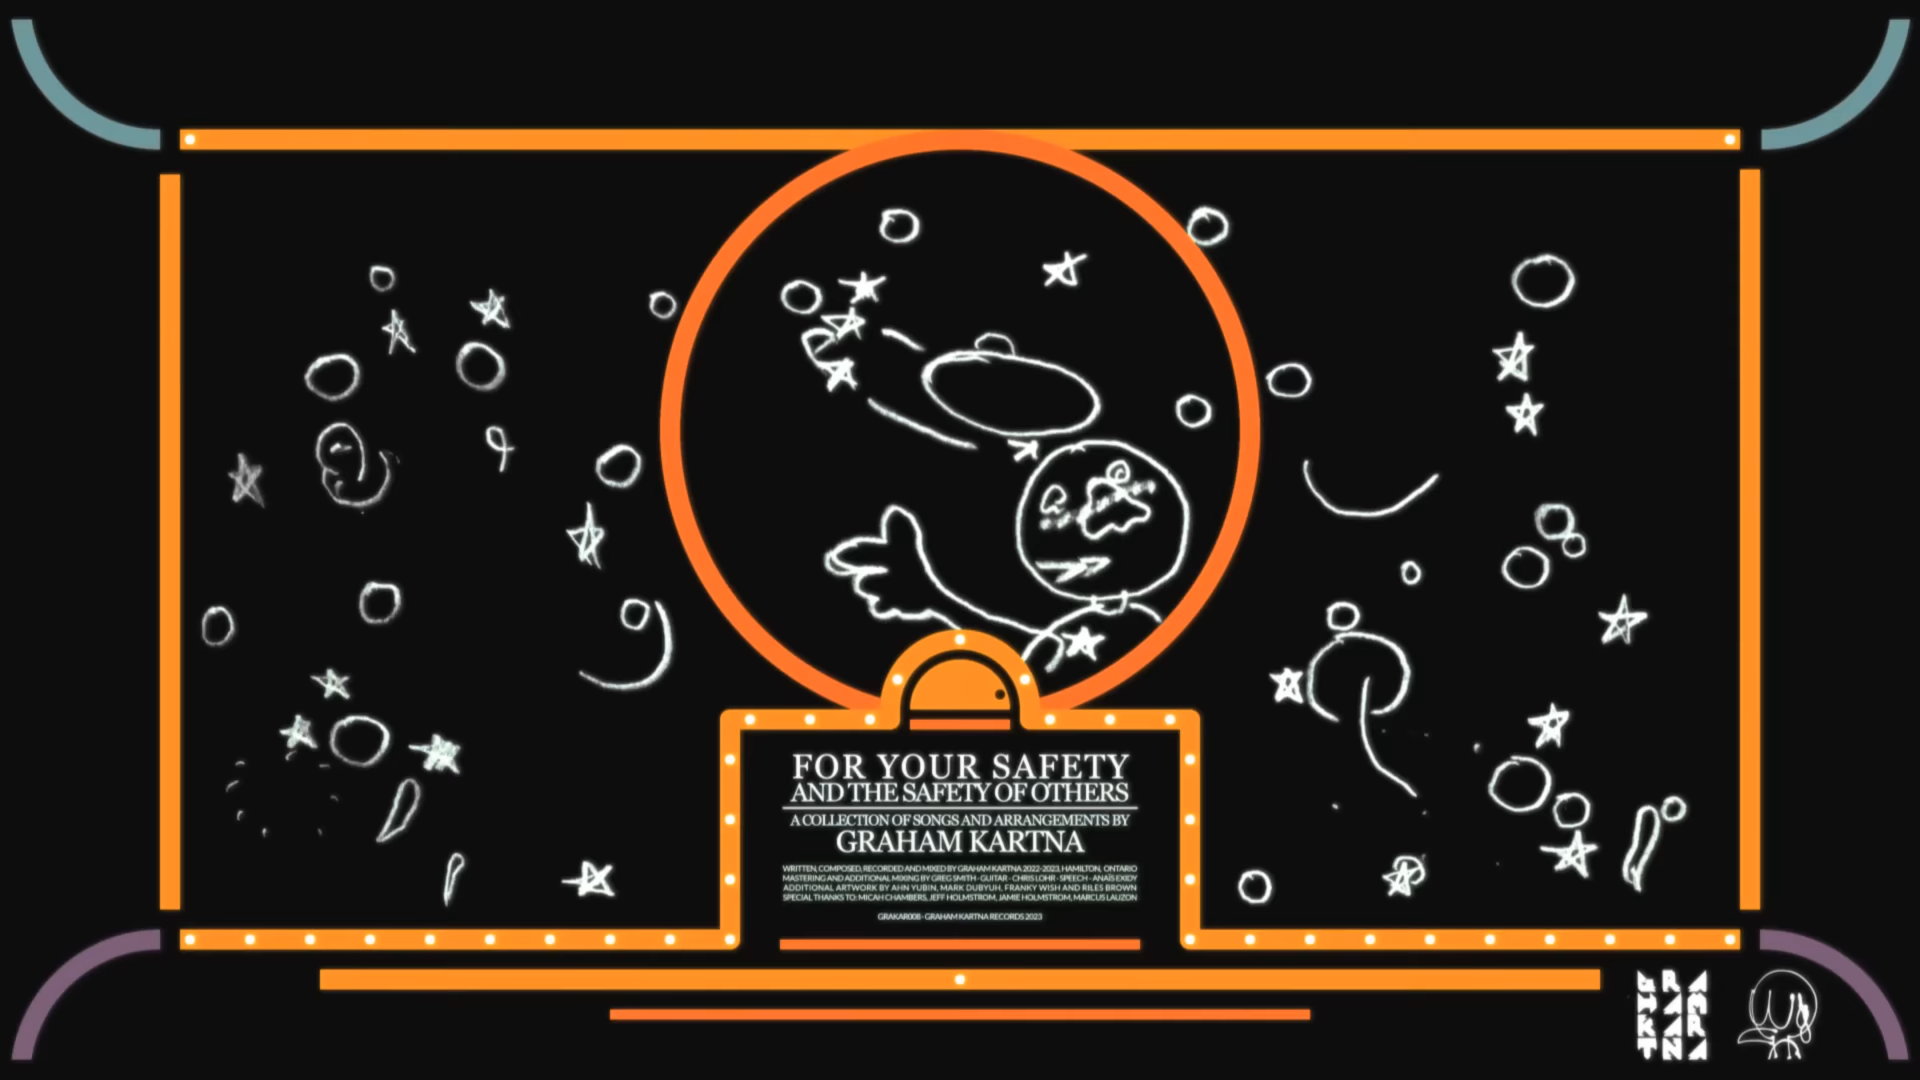 FOR YOUR SAFETY
AND THE SAFETY OF OTHERS
A COLLECTION OF SONGS AND ARRANGEMENTS BY
GRAHAM KARTNA
WRITTEN, COMPOSED, RECORDED AND MIXED BY GRAHAM KARTNA 2022-2023, HAMILTON, ONTARIO
MASTERING AND ADDITIONAL MIXING BY GREG SMITH - GUITAR - CHRIS LOHR - SPEECH - ANAÏS EXIDY
ADDITIONAL ARTWORK BY AHN YUBIN, MARK DUBYUH, FRANKY WISH AND RILES BROWN
SPECIAL THANKS TO: MICAH CHAMBERS, JEFF HOLMSTROM, JAMIE HOLMSTROM, MARCUS LAUZON
GRAKAR008 - GRAHAM KARTNA RECORDS 2023